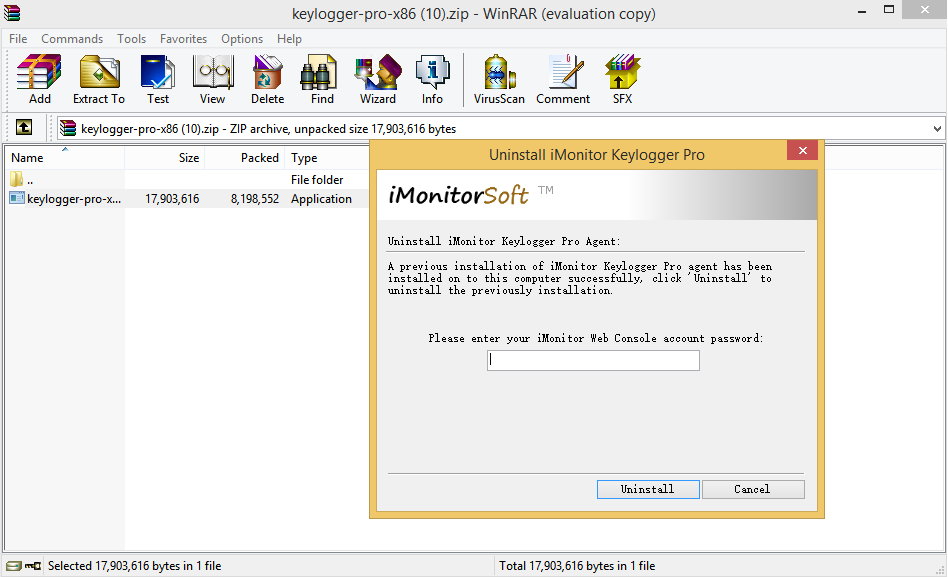 keylogger-pro-x86 (10).zip - WinRAR (evaluation copy)
File Commands Tools Favorites Options Help
Add Extract To Test View Delete Find Wizard Info VirusScan Comment SFX
keylogger-pro-x86 (10).zip - ZIP archive, unpacked size 17,903,616 bytes
Name Size Packed Type
.. File folder
keylogger-pro-x... 17,903,616 8,198,552 Application
Uninstall iMonitor Keylogger Pro
iMonitorSoft TM
Uninstall iMonitor Keylogger Pro Agent:
A previous installation of iMonitor Keylogger Pro agent has been
installed on to this computer successfully, click 'Uninstall' to
uninstall the previously installation.
Please enter your iMonitor Web Console account password:
Uninstall Cancel
Selected 17,903,616 bytes in 1 file Total 17,903,616 bytes in 1 file